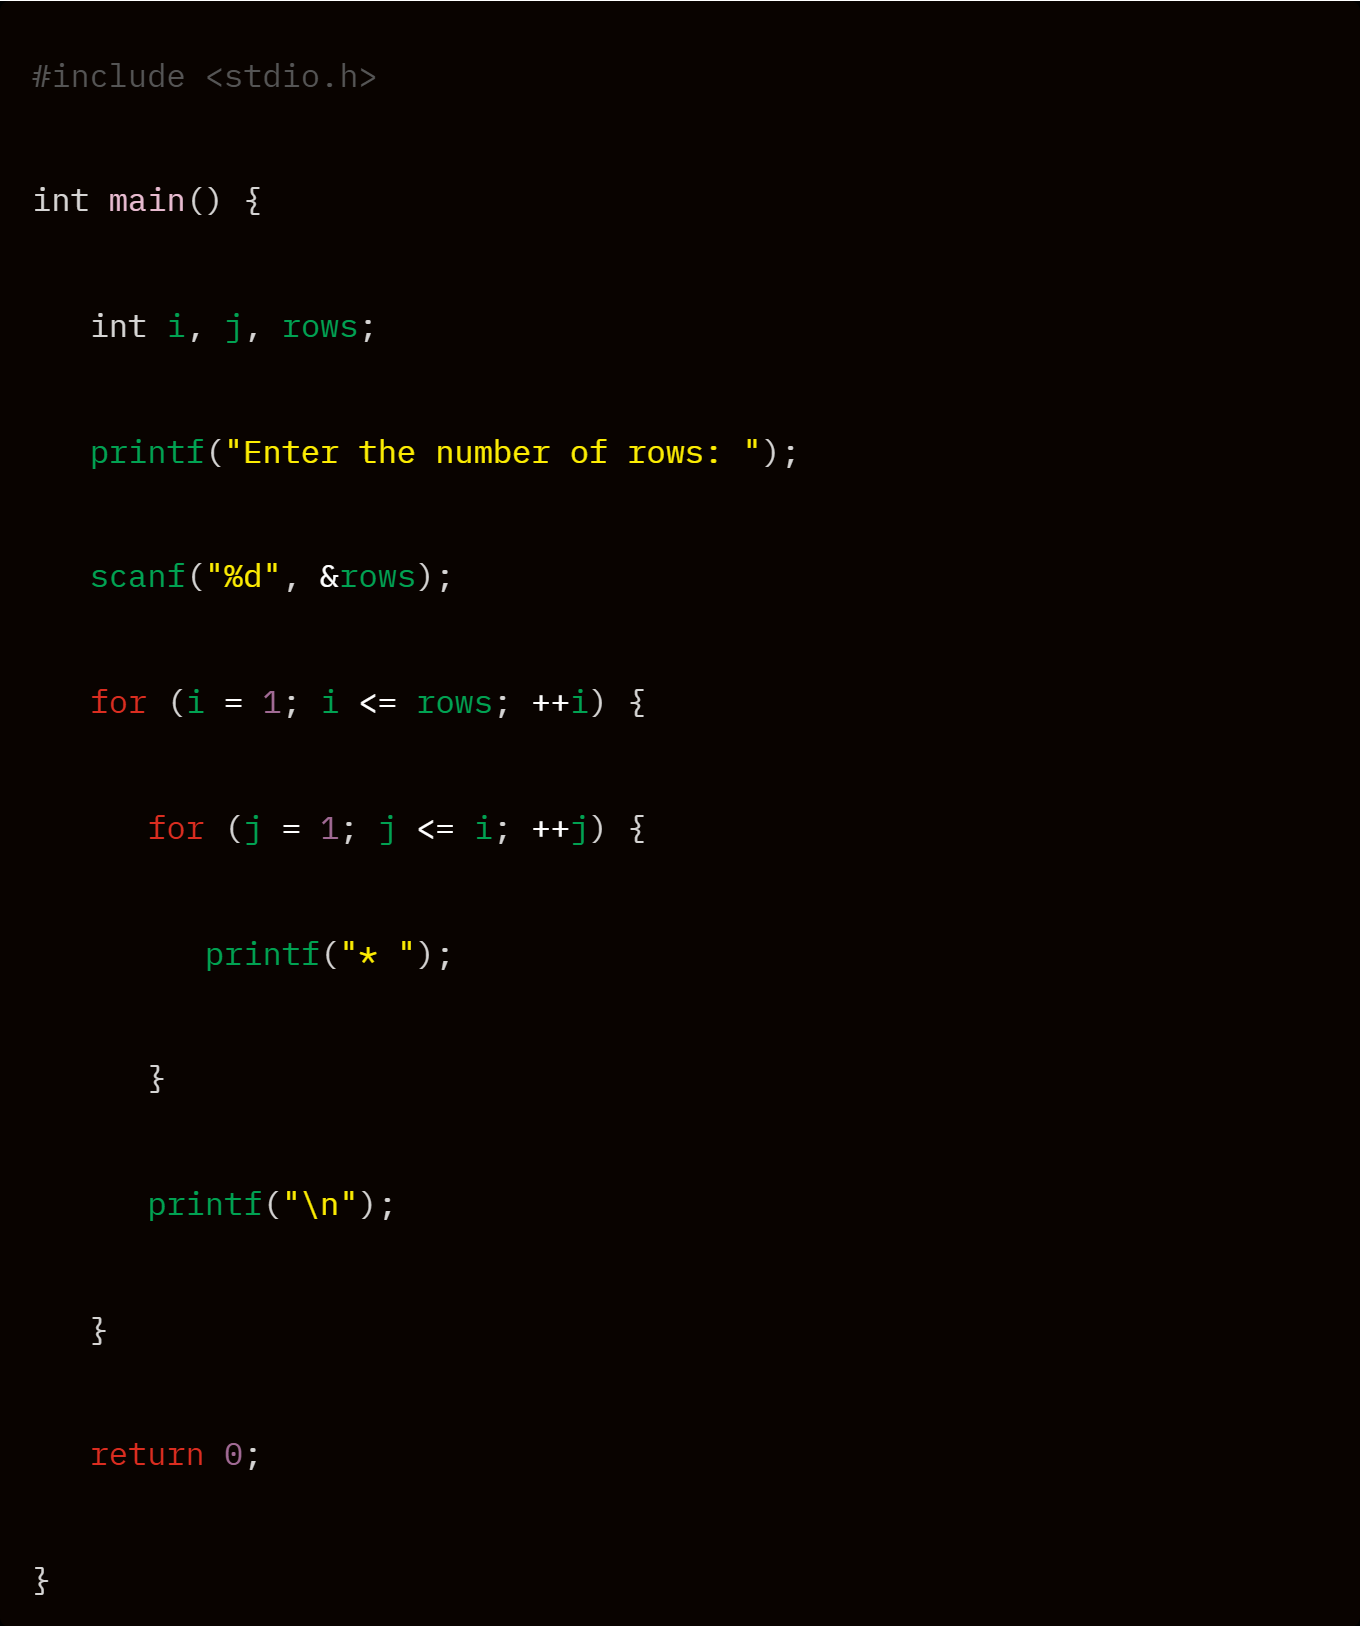 #include <stdio.h>
int main() {
   int i, j, rows;
   printf("Enter the number of rows: ");
   scanf("%d", &rows);
   for (i = 1; i <= rows; ++i) {
      for (j = 1; j <= i; ++j) {
         printf("* ");
      }
      printf("\n");
   }
   return 0;
}